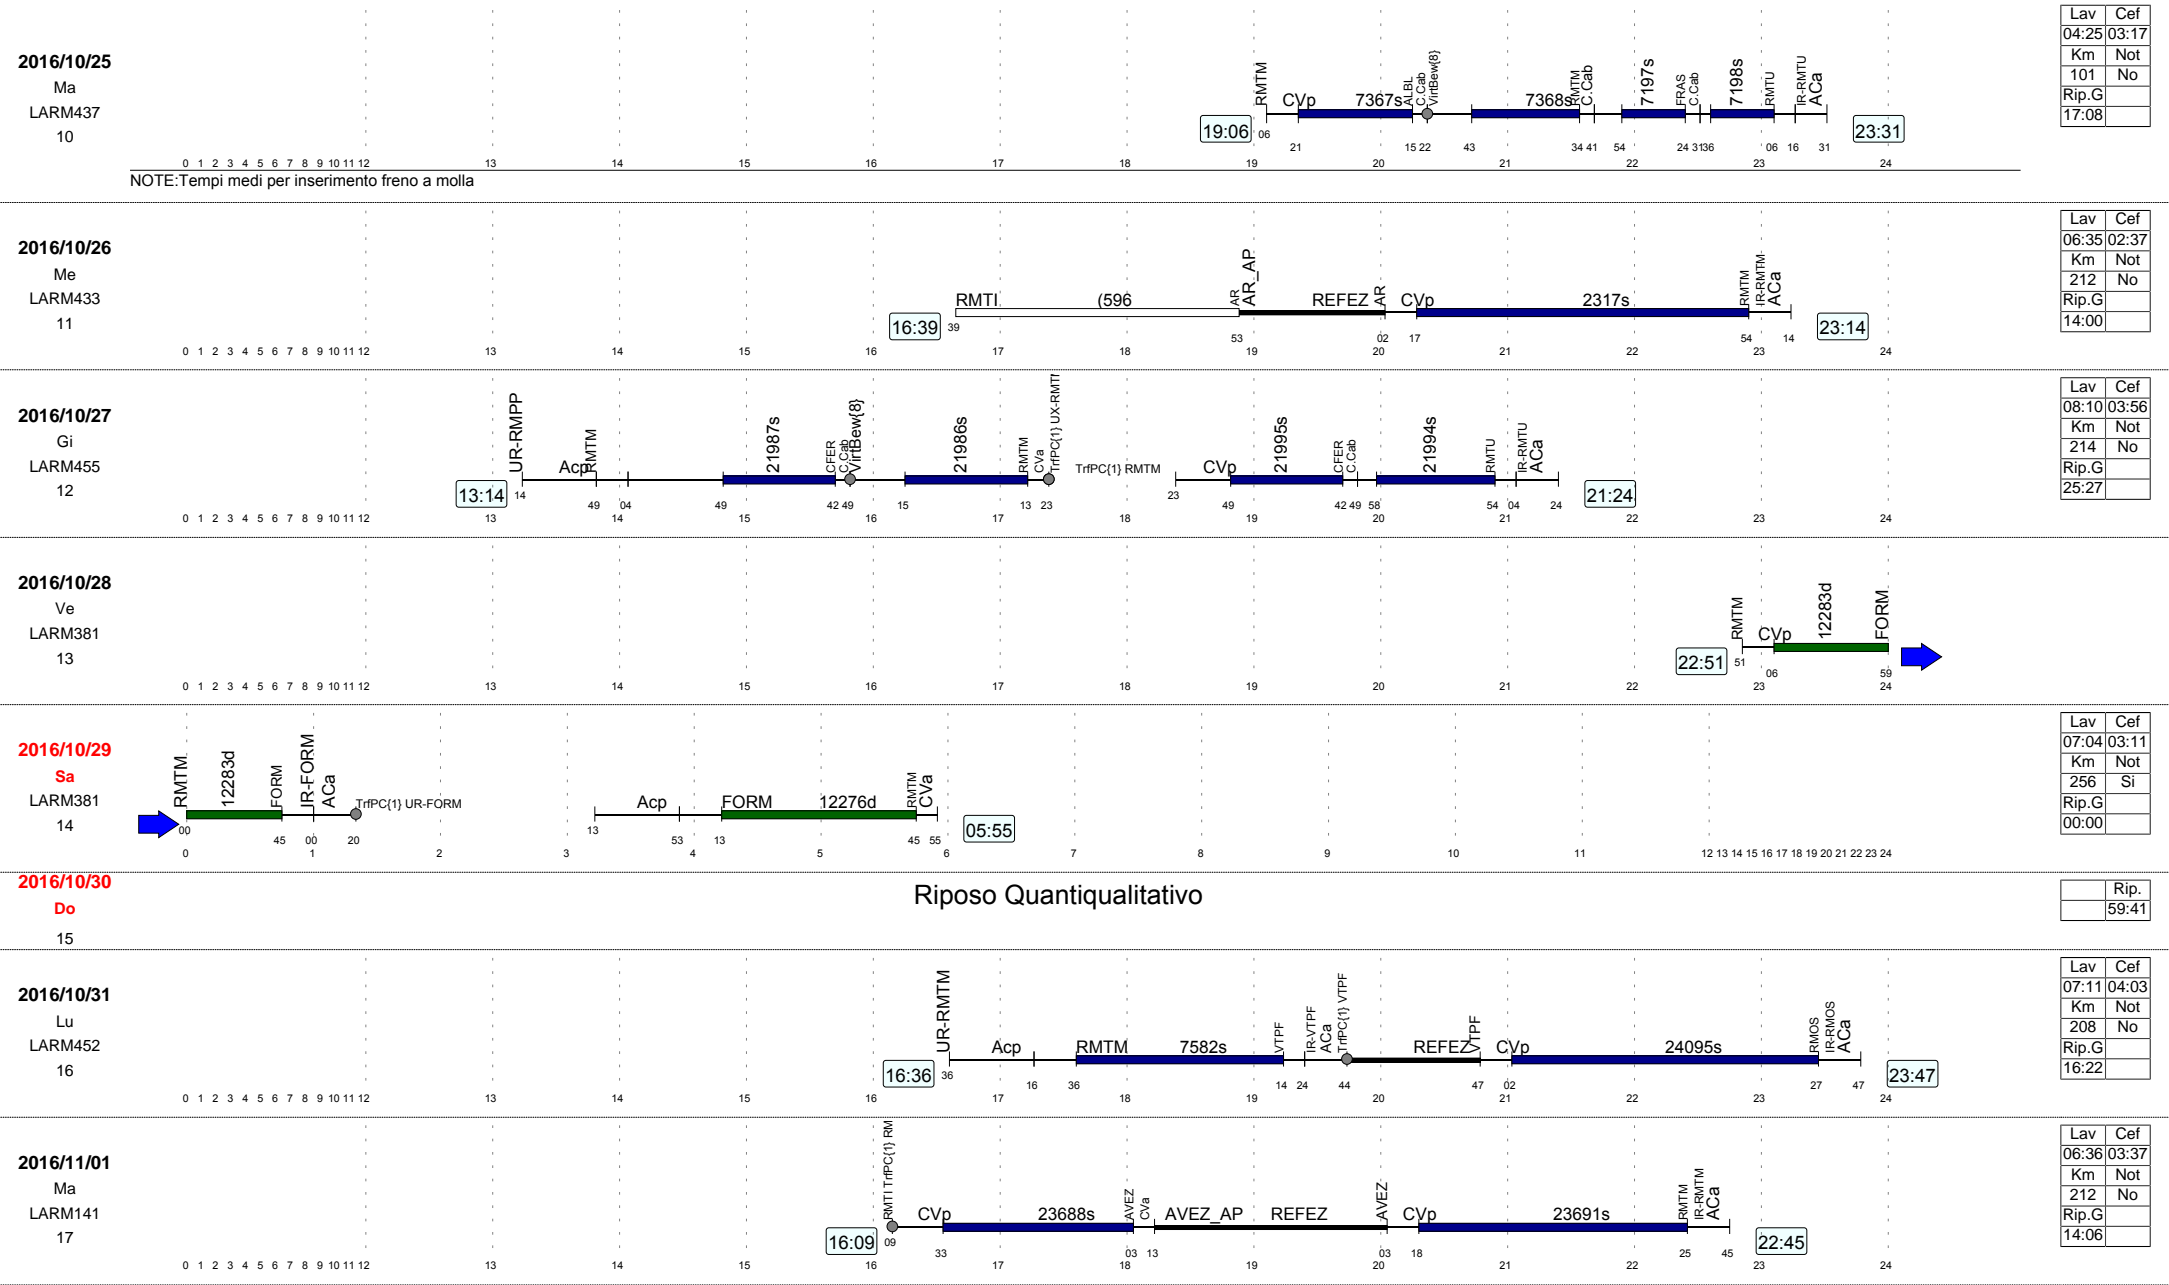 2016/10/25
Ma
LARM437
10
19:06
RMTM
CVp
7367s
ALBL
C.Cab
VirtBew{8}
7368s
RMTM
C.Cab
7197s
FRAS
C.Cab
7198s
RMTU
IR-RMTU
ACa
23:31
06 21 15 22 43 34 41 54 24 31 36 06 16 31
0 1 2 3 4 5 6 7 8 9 10 11 12 13 14 15 16 17 18 19 20 21 22 23 24
Lav Cef
04:25 03:17
Km Not
101 No
Rip.G
17:08
NOTE:Tempi medi per inserimento freno a molla
2016/10/26
Me
LARM433
11
16:39
RMTI
(596
AR
AR_AP
REFEZ
AR
CVp
2317s
RMTM
IR-RMTM
ACa
23:14
39 53 02 17 54 14
0 1 2 3 4 5 6 7 8 9 10 11 12 13 14 15 16 17 18 19 20 21 22 23 24
Lav Cef
06:35 02:37
Km Not
212 No
Rip.G
14:00
2016/10/27
Gi
LARM455
12
13:14
UR-RMPP
Acp
RMTM
21987s
CFER
C.Cab
VirtBew{8}
21986s
RMTM
CVa
TrfPC{1} UX-RMTM
TrfPC{1} RMTM
CVp
21995s
CFER
C.Cab
21994s
RMTU
IR-RMTU
ACa
21:24
14 49 04 49 42 49 15 13 23 23 49 42 49 58 54 04 24
0 1 2 3 4 5 6 7 8 9 10 11 12 13 14 15 16 17 18 19 20 21 22 23 24
Lav Cef
08:10 03:56
Km Not
214 No
Rip.G
25:27
2016/10/28
Ve
LARM381
13
22:51
RMTM
CVp
12283d
FORM
51 06 59
0 1 2 3 4 5 6 7 8 9 10 11 12 13 14 15 16 17 18 19 20 21 22 23 24
2016/10/29
Sa
LARM381
14
RMTM
12283d
FORM
IR-FORM
ACa
TrfPC{1} UR-FORM
Acp
FORM
12276d
RMTM
CVa
05:55
00 45 00 20 13 53 13 45 55
0 1 2 3 4 5 6 7 8 9 10 11 12 13 14 15 16 17 18 19 20 21 22 23 24
Lav Cef
07:04 03:11
Km Not
256 Si
Rip.G
00:00
2016/10/30
Do
15
Riposo Quantiqualitativo
Rip.
59:41
2016/10/31
Lu
LARM452
16
16:36
UR-RMTM
Acp
RMTM
7582s
VTPF
IR-VTPF
ACa
TrfPC{1} VTPF
REFEZ
VTPF
CVp
24095s
RMOS
IR-RMOS
ACa
23:47
36 16 36 14 24 44 47 02 27 47
0 1 2 3 4 5 6 7 8 9 10 11 12 13 14 15 16 17 18 19 20 21 22 23 24
Lav Cef
07:11 04:03
Km Not
208 No
Rip.G
16:22
2016/11/01
Ma
LARM141
17
16:09
RMTI TrfPC{1} RM
CVp
23688s
AVEZ
CVa
AVEZ_AP
REFEZ
AVEZ
CVp
23691s
RMTM
IR-RMTM
ACa
22:45
09 33 03 13 03 18 25 45
0 1 2 3 4 5 6 7 8 9 10 11 12 13 14 15 16 17 18 19 20 21 22 23 24
Lav Cef
06:36 03:37
Km Not
212 No
Rip.G
14:06